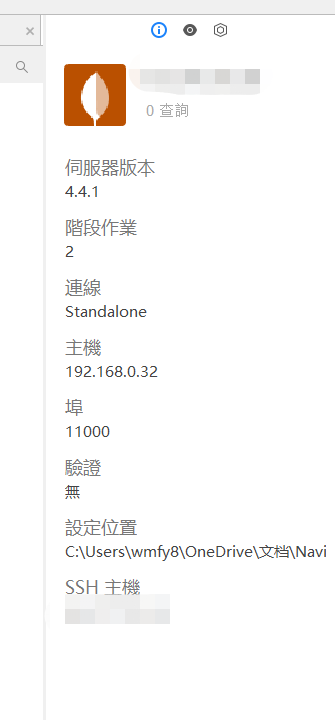 0 查詢
伺服器版本
4.4.1
階段作業
2
連線
Standalone
主機
192.168.0.32
埠
11000
驗證
無
設定位置
C:\Users\wmfy8\OneDrive\文档\Navi
SSH 主機